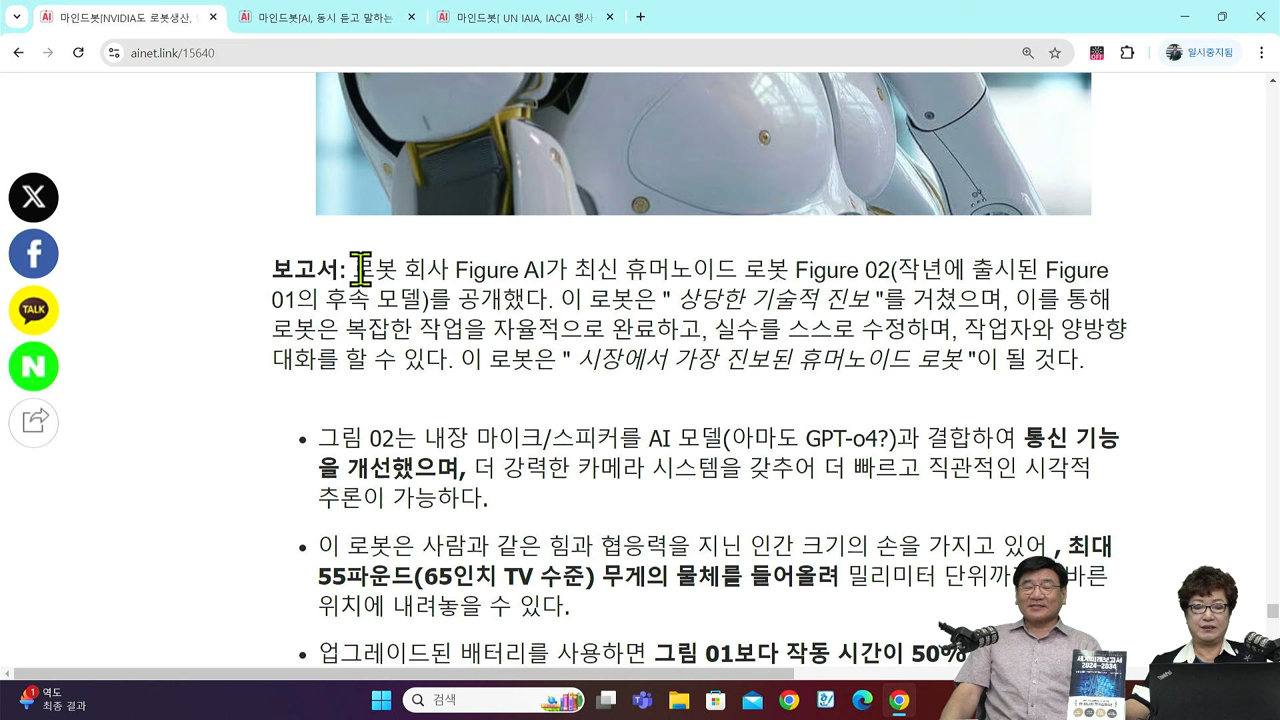 마인드봇[NVIDIA도 로봇생산,
마인드봇[AI, 동시 듣고 말하는
마인드봇[ UN IAIA, IACAI 행사
ainet.link/15640
OFF
일시중지됨
보고서: 로봇 회사 Figure AI가 최신 휴머노이드 로봇 Figure 02(작년에 출시된 Figure
01의 후속 모델)를 공개했다. 이 로봇은 " 상당한 기술적 진보 "를 거쳤으며, 이를 통해
로봇은 복잡한 작업을 자율적으로 완료하고, 실수를 스스로 수정하며, 작업자와 양방향
대화를 할 수 있다. 이 로봇은 " 시장에서 가장 진보된 휴머노이드 로봇 "이 될 것다.
TALK
N
• 그림 02는 내장 마이크/스피커를 AI 모델(아마도 GPT-o4?)과 결합하여 통신 기능
을 개선했으며, 더 강력한 카메라 시스템을 갖추어 더 빠르고 직관적인 시각적
추론이 가능하다.
• 이 로봇은 사람과 같은 힘과 협응력을 지닌 인간 크기의 손을 가지고 있어 , 최대
55파운드(65인치 TV 수준) 무게의 물체를 들어올려 밀리미터 단위까 바른
위치에 내려놓을 수 있다.
• 업그레이드된 배터리를 사용하면 그림 01보다 작동 시간이 50%
세계미래보고서
2024-2034
ThinkPad
1
역도
최종 결과
검색